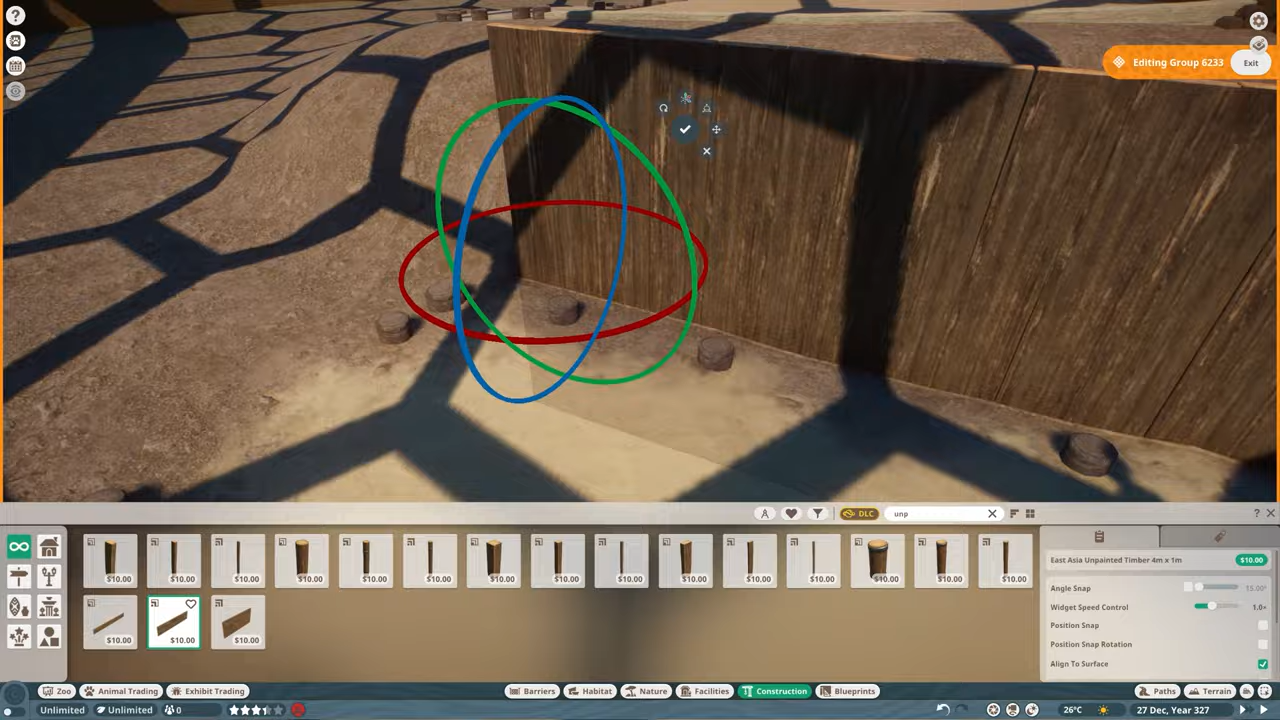 Editing Group 6233 Exit
DLC unp
$10.00 $10.00 $10.00 $10.00 $10.00 $10.00 $10.00 $10.00 $10.00 $10.00 $10.00 $10.00 $10.00 $10.00 $10.00
$10.00 $10.00 $10.00
East Asia Unpainted Timber 4m x 1m $10.00
Angle Snap 15.00°
Widget Speed Control 1.0×
Position Snap
Position Snap Rotation
Align To Surface
Zoo Animal Trading Exhibit Trading Barriers Habitat Nature Facilities Construction Blueprints Paths Terrain
Unlimited Unlimited 0 26°C 27 Dec, Year 327